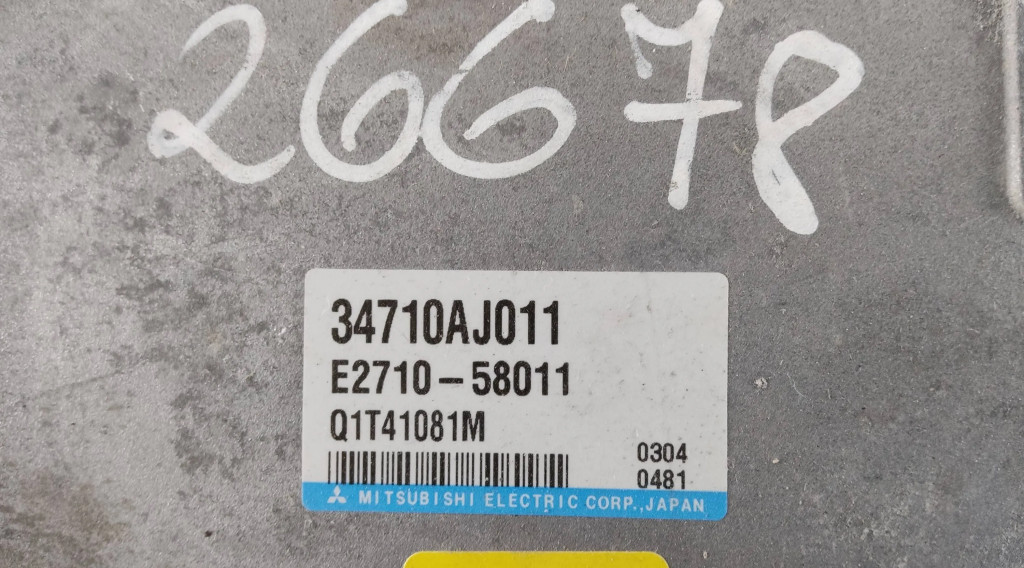 26678
34710AJ011
E2710-58011
Q1T41081M
0304
0481
MITSUBISHI ELECTRIC CORP., JAPAN